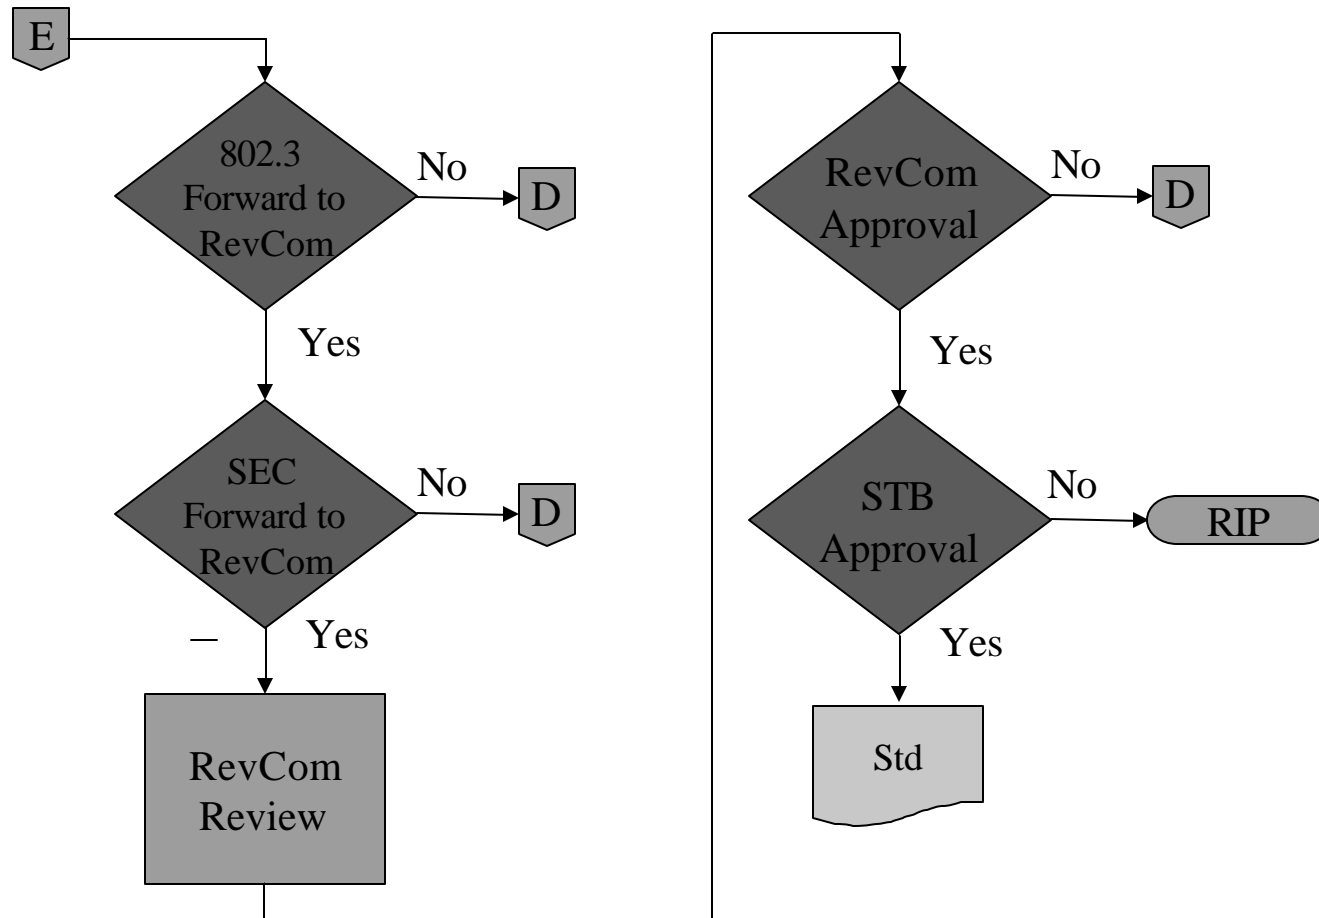 E
802.3
Forward to
RevCom
No
D
Yes
SEC
Forward to
RevCom
No
D
–
Yes
RevCom
Review
RevCom
Approval
No
D
Yes
STB
Approval
No
RIP
Yes
Std